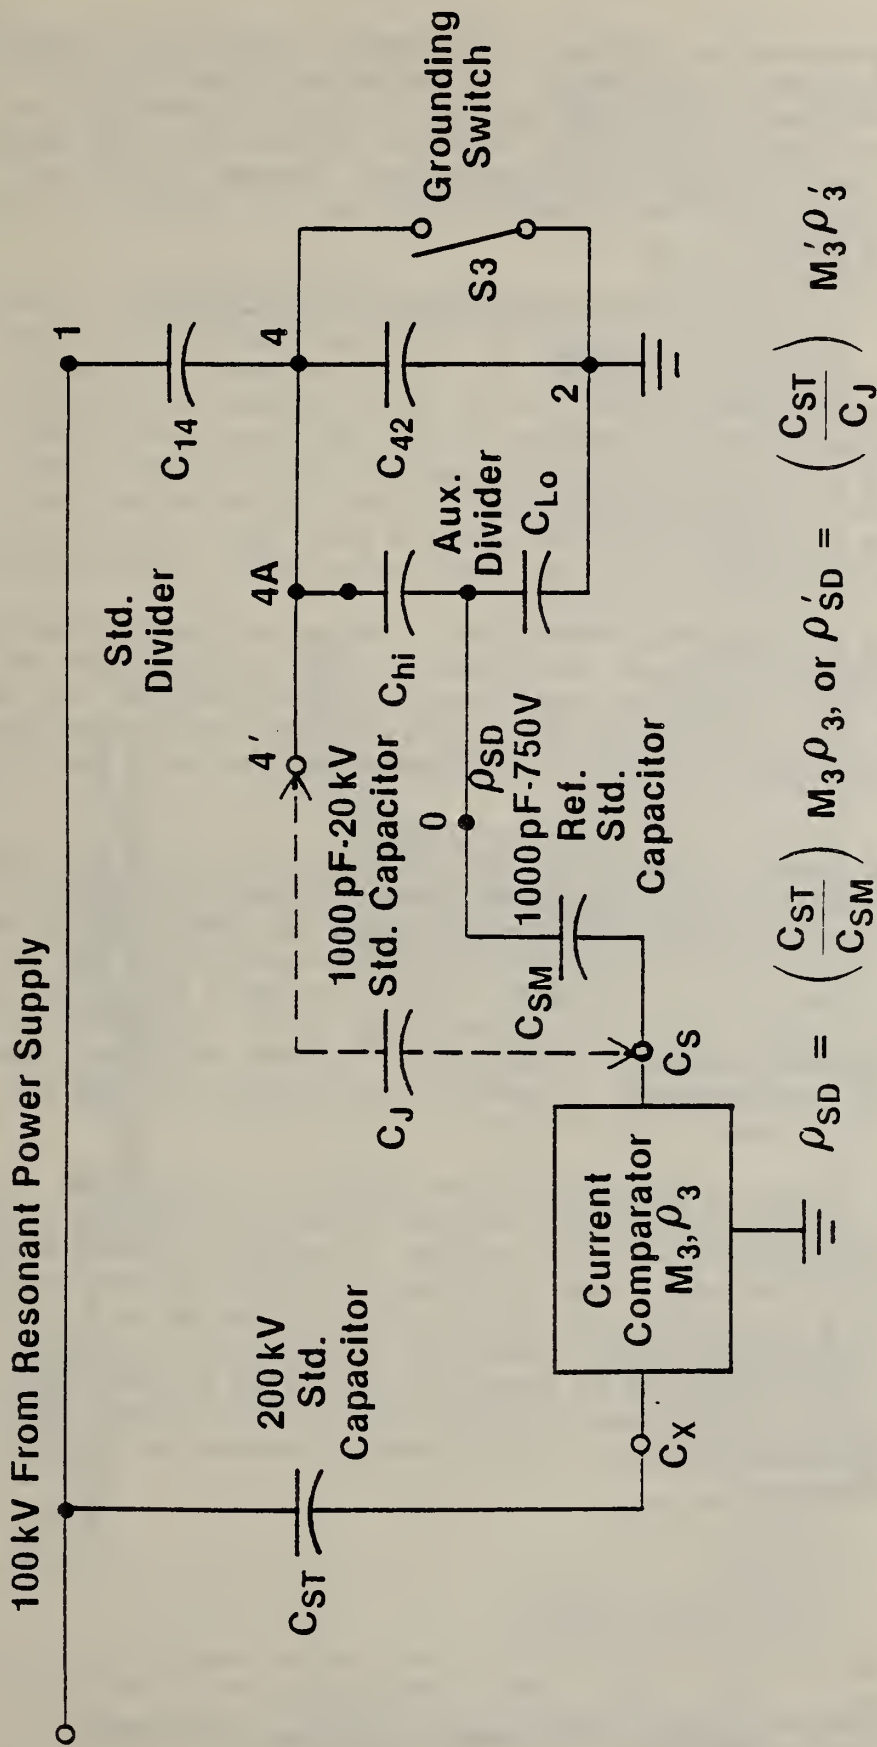 100kV From Resonant Power Supply
1
Std.
Divider
C14
4
4A
4′
C42
Chi
Aux.
Divider
CLo
2
S3
Grounding
Switch
200kV
Std.
Capacitor
CST
1000pF-20kV
Std. Capacitor
CJ
0
ρSD
1000pF-750V
Ref.
Std.
Capacitor
CSM
CS
CX
Current
Comparator
M3,ρ3
ρSD = (CST/CSM) M3ρ3, or ρ′SD = (CST/CJ) M′3ρ′3